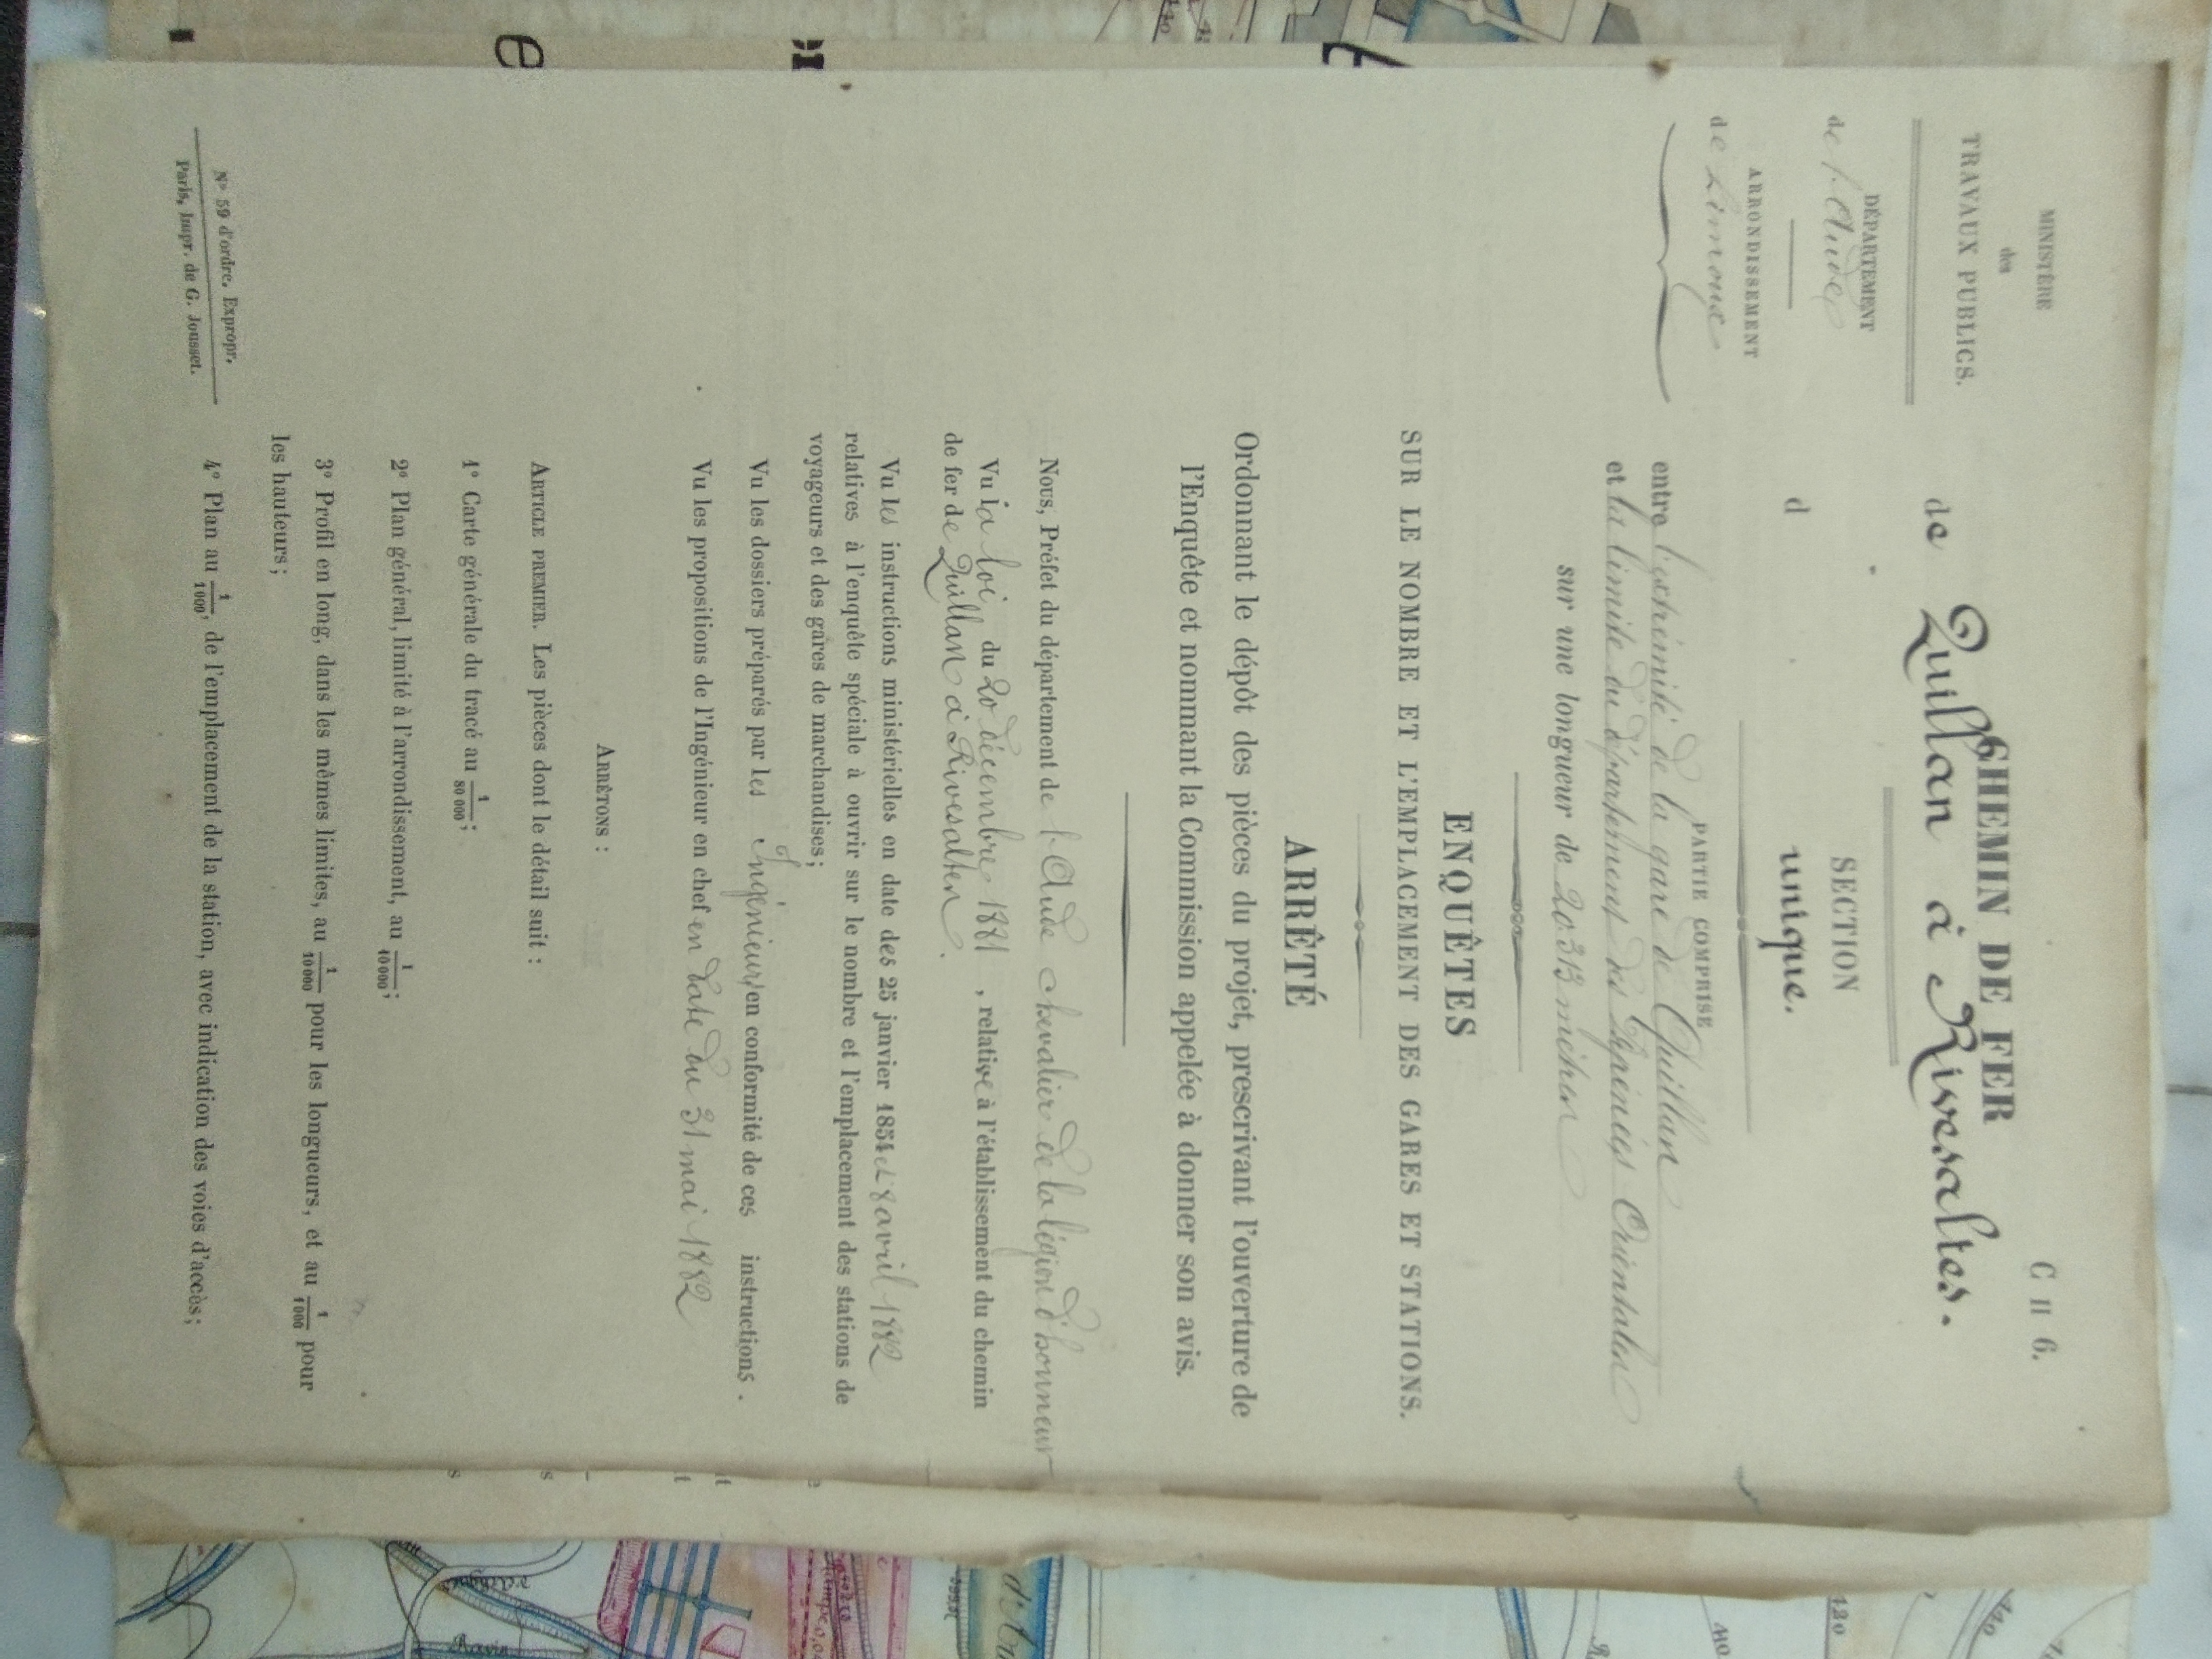 MINISTÈRE
des
TRAVAUX PUBLICS.
DÉPARTEMENT
de l'Aude
ARRONDISSEMENT
de Limoux
C II 6.
CHEMIN DE FER
de Quillan à Rivesaltes.
SECTION
d unique.
PARTIE COMPRISE
entre l'extrémité de la gare de Quillan
et la limite du département des Pyrénées Orientales
sur une longueur de 20.313 mètres
ENQUÊTES
SUR LE NOMBRE ET L'EMPLACEMENT DES GARES ET STATIONS.
ARRÊTÉ
Ordonnant le dépôt des pièces du projet, prescrivant l'ouverture de
l'Enquête et nommant la Commission appelée à donner son avis.
Nous, Préfet du département de l'Aude chevalier de la légion d'honneur
Vu la loi du 20 décembre 1881, relative à l'établissement du chemin
de fer de Quillan à Rivesaltes.
Vu les instructions ministérielles en date des 25 janvier 1854 et 8 avril 1882
relatives à l'enquête spéciale à ouvrir sur le nombre et l'emplacement des stations de
voyageurs et des gares de marchandises;
Vu les dossiers préparés par les Ingénieurs en conformité de ces instructions.
Vu les propositions de l'Ingénieur en chef en date du 31 mai 1882
ARRÊTONS :
ARTICLE PREMIER. Les pièces dont le détail suit :
1° Carte générale du tracé au 1/80 000;
2° Plan général, limité à l'arrondissement, au 1/10 000;
3° Profil en long, dans les mêmes limites, au 1/10 000 pour les longueurs, et au 1/1 000 pour
les hauteurs;
4° Plan au 1/1 000, de l'emplacement de la station, avec indication des voies d'accès;
N° 59 d'ordre. Expropr.
Paris, Impr. de G. Jousset.
120
110
440